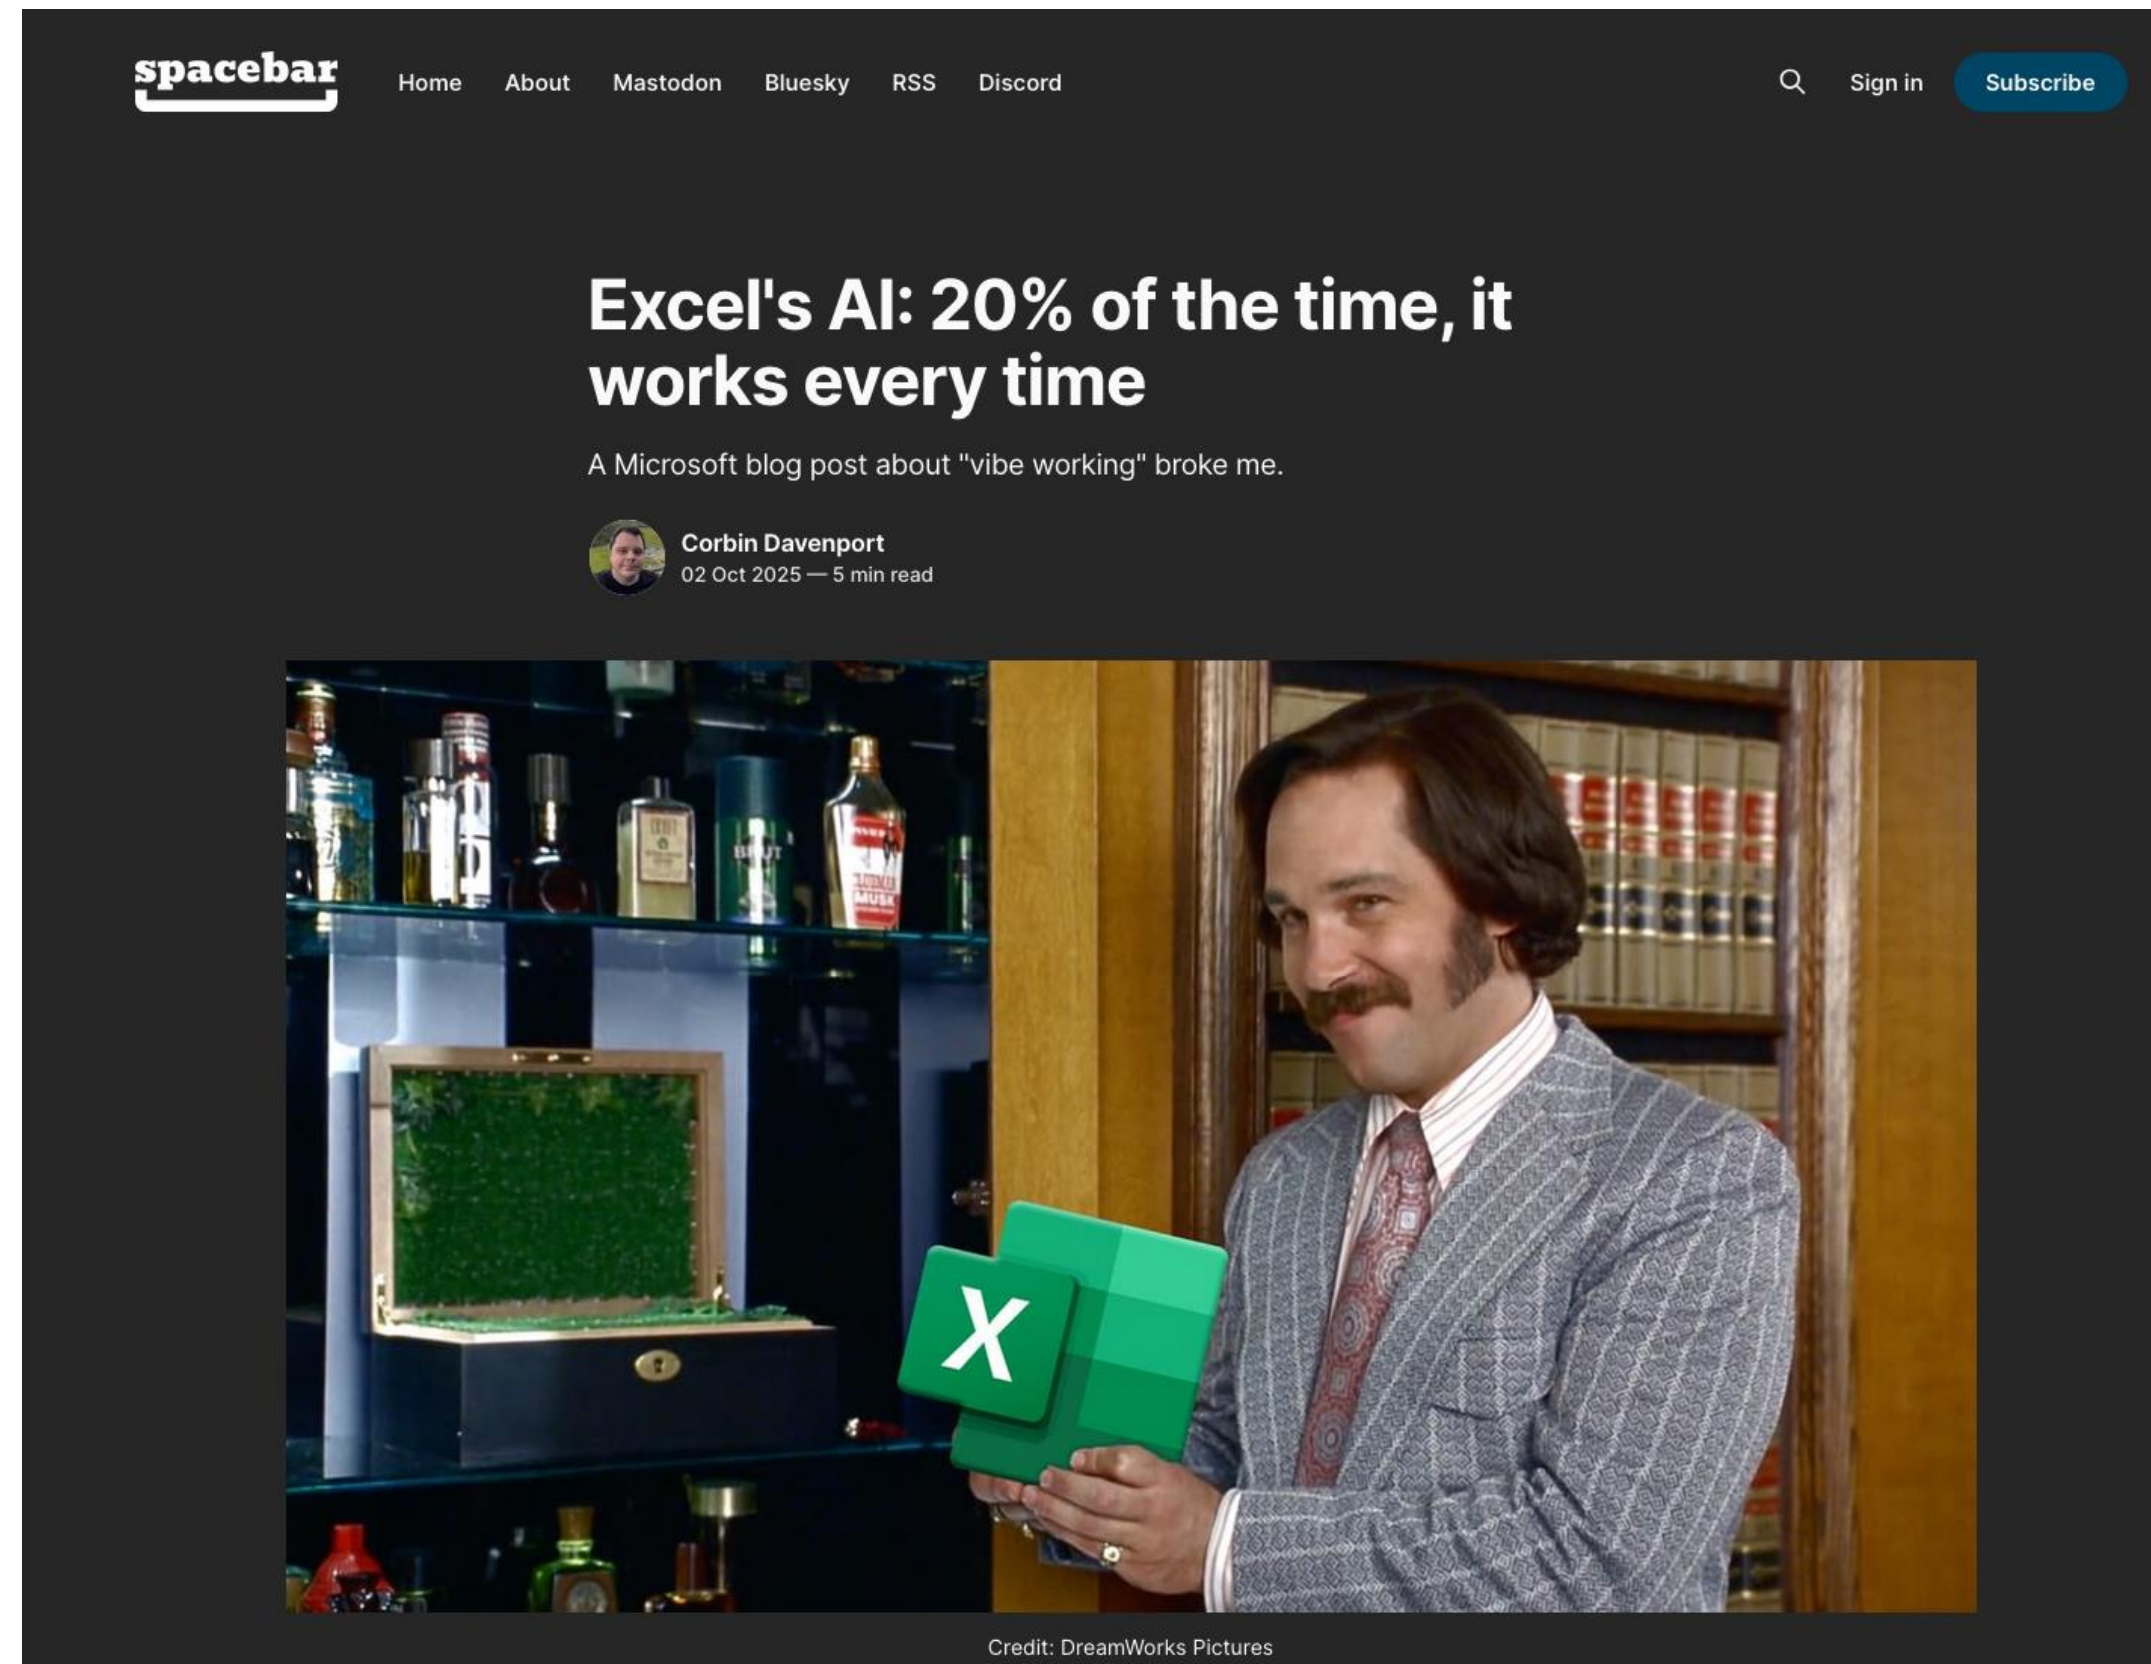 spacebar
Home About Mastodon Bluesky RSS Discord Sign in Subscribe
Excel's AI: 20% of the time, it
works every time
A Microsoft blog post about "vibe working" broke me.
Corbin Davenport
02 Oct 2025 — 5 min read
BRUT
MUSK
X
Credit: DreamWorks Pictures